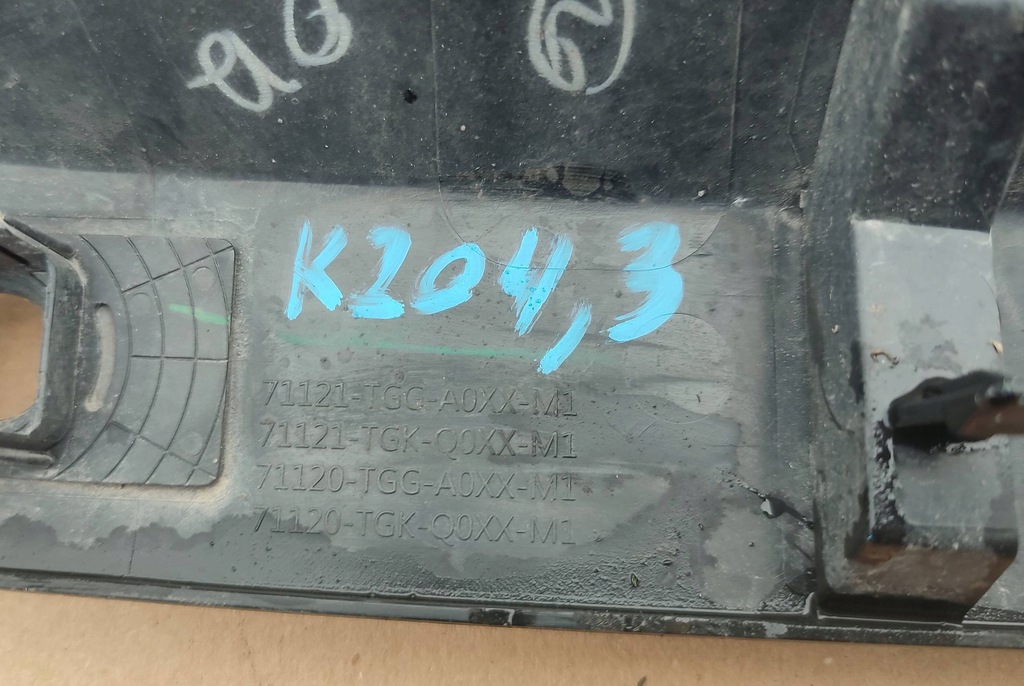 K204,3
71121-TGG-A0XX-M1
71121-TGK-Q0XX-M1
71120-TGG-A0XX-M1
71120-TGK-Q0XX-M1